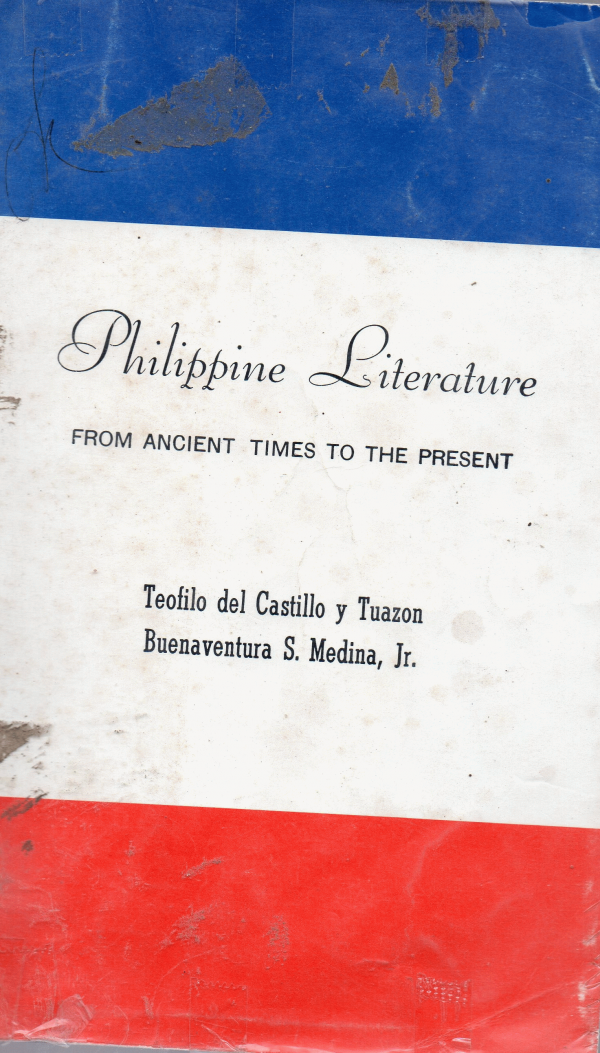 Philippine Literature
FROM ANCIENT TIMES TO THE PRESENT
Teofilo del Castillo y Tuazon
Buenaventura S. Medina, Jr.